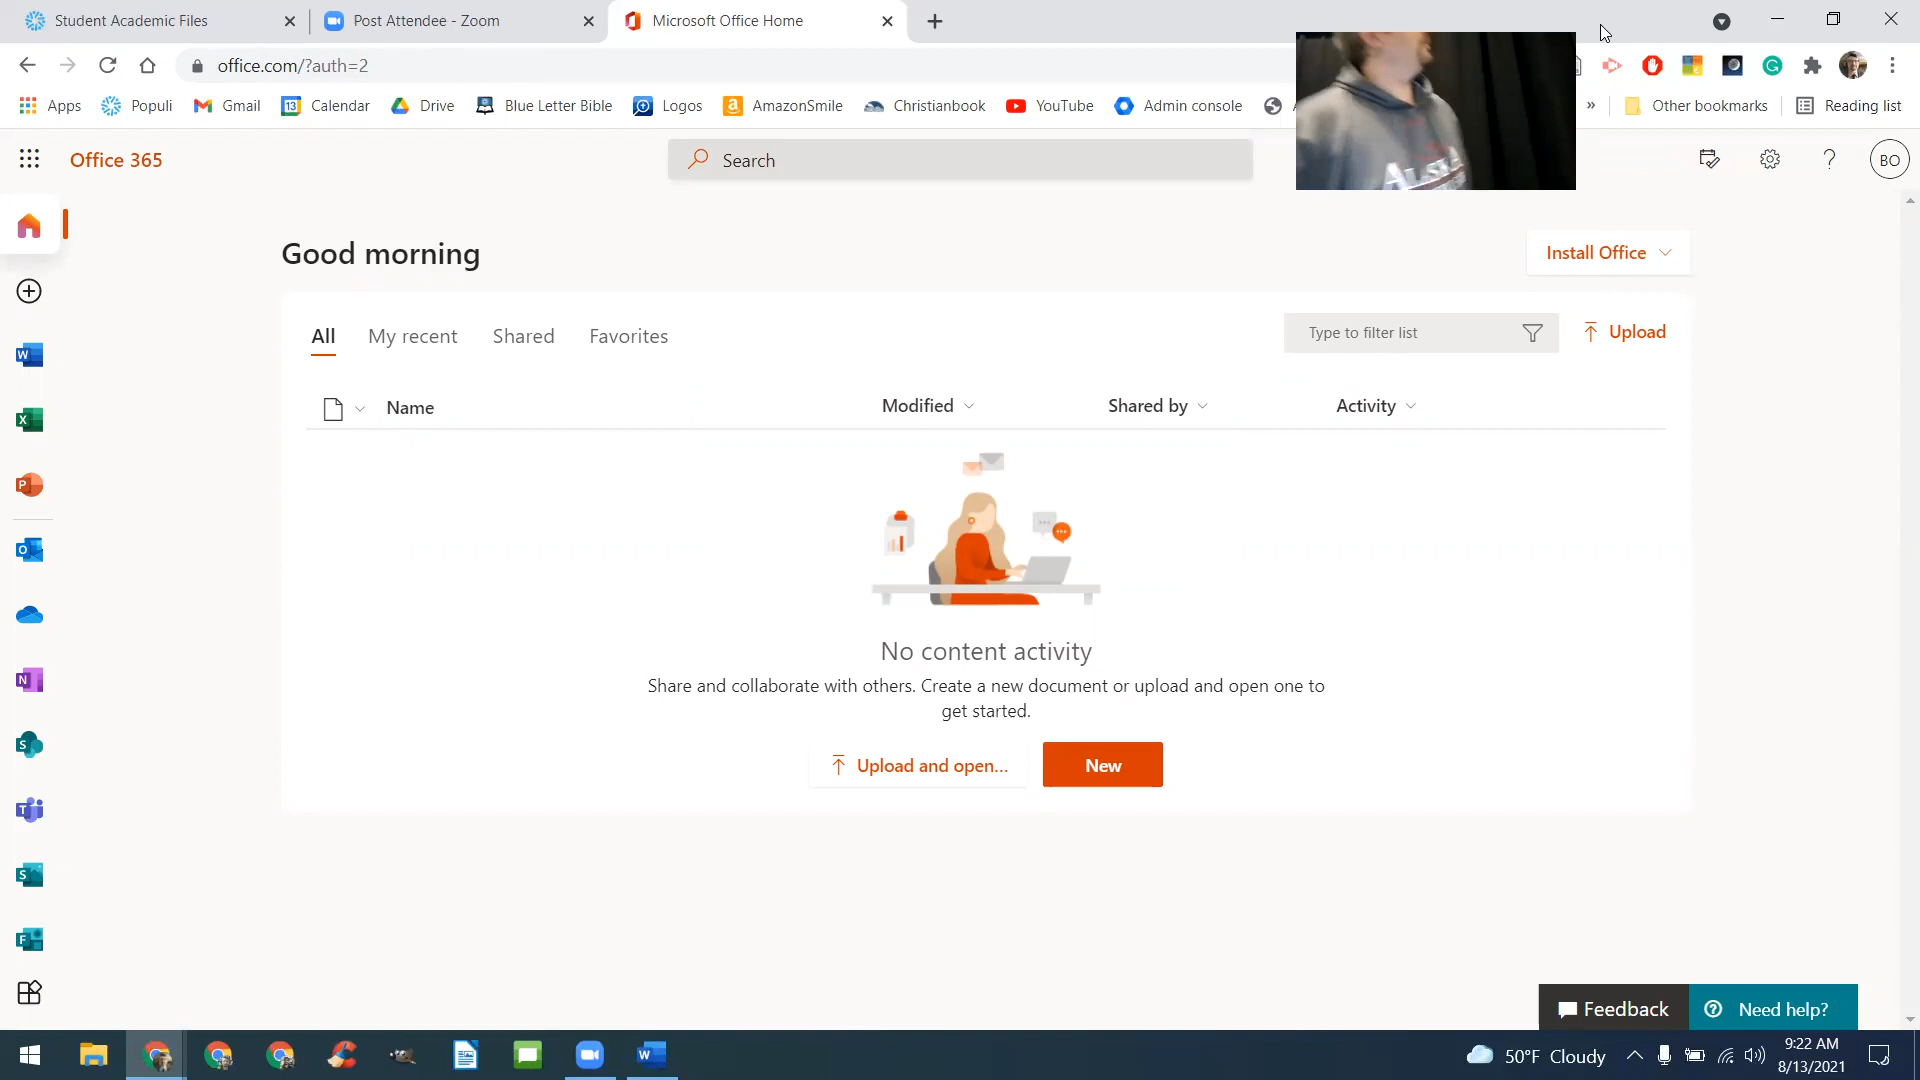 Student Academic Files
Post Attendee - Zoom
Microsoft Office Home
office.com/?auth=2
Apps
Populi
Gmail
Calendar
Drive
Blue Letter Bible
Logos
AmazonSmile
Christianbook
YouTube
Admin console
»
Other bookmarks
Reading list
Office 365
Search
BO
Good morning
Install Office
All
My recent
Shared
Favorites
Type to filter list
Upload
Name
Modified
Shared by
Activity
No content activity
Share and collaborate with others. Create a new document or upload and open one to
get started.
Upload and open...
New
Feedback
Need help?
50°F Cloudy
9:22 AM
8/13/2021